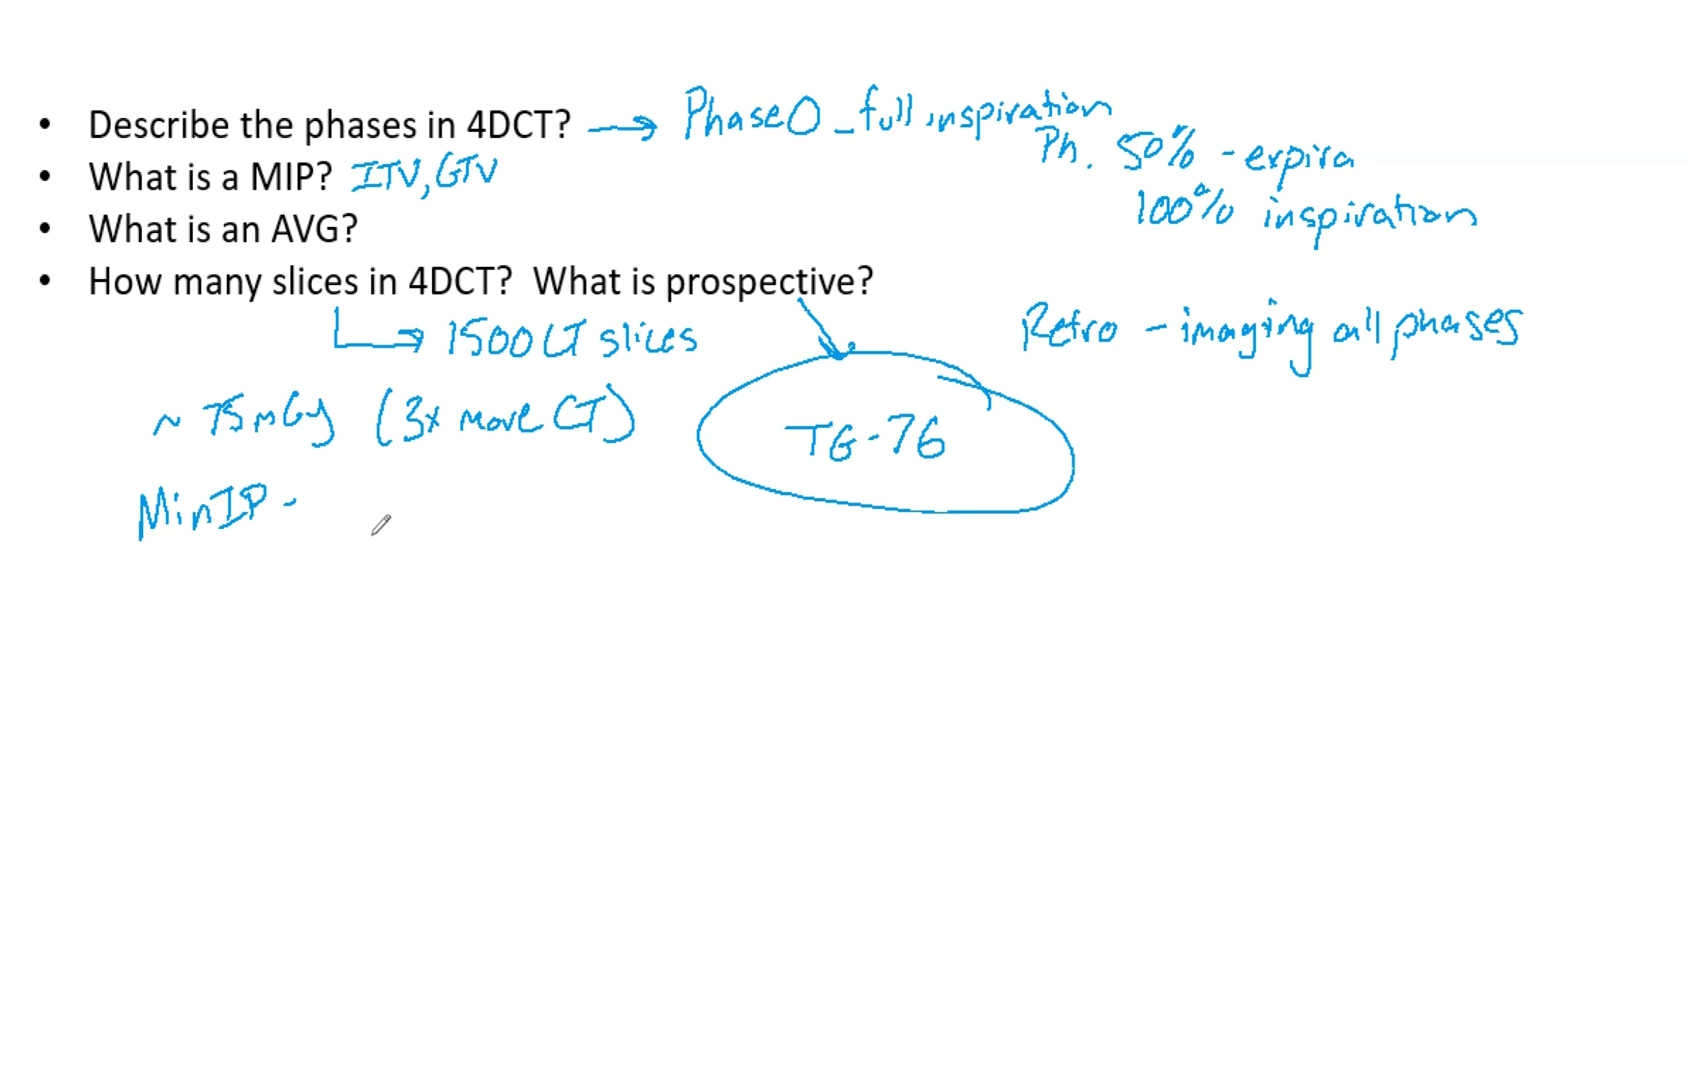 • Describe the phases in 4DCT? → Phase 0 - full inspiration
Ph. 50% - expira
• What is a MIP? ITV, GTV
100% inspiration
• What is an AVG?
• How many slices in 4DCT? What is prospective?
→ 1500 CT slices
Retro - imaging all phases
~ 75 mGy (3x more CT)
TG-76
MinIP -